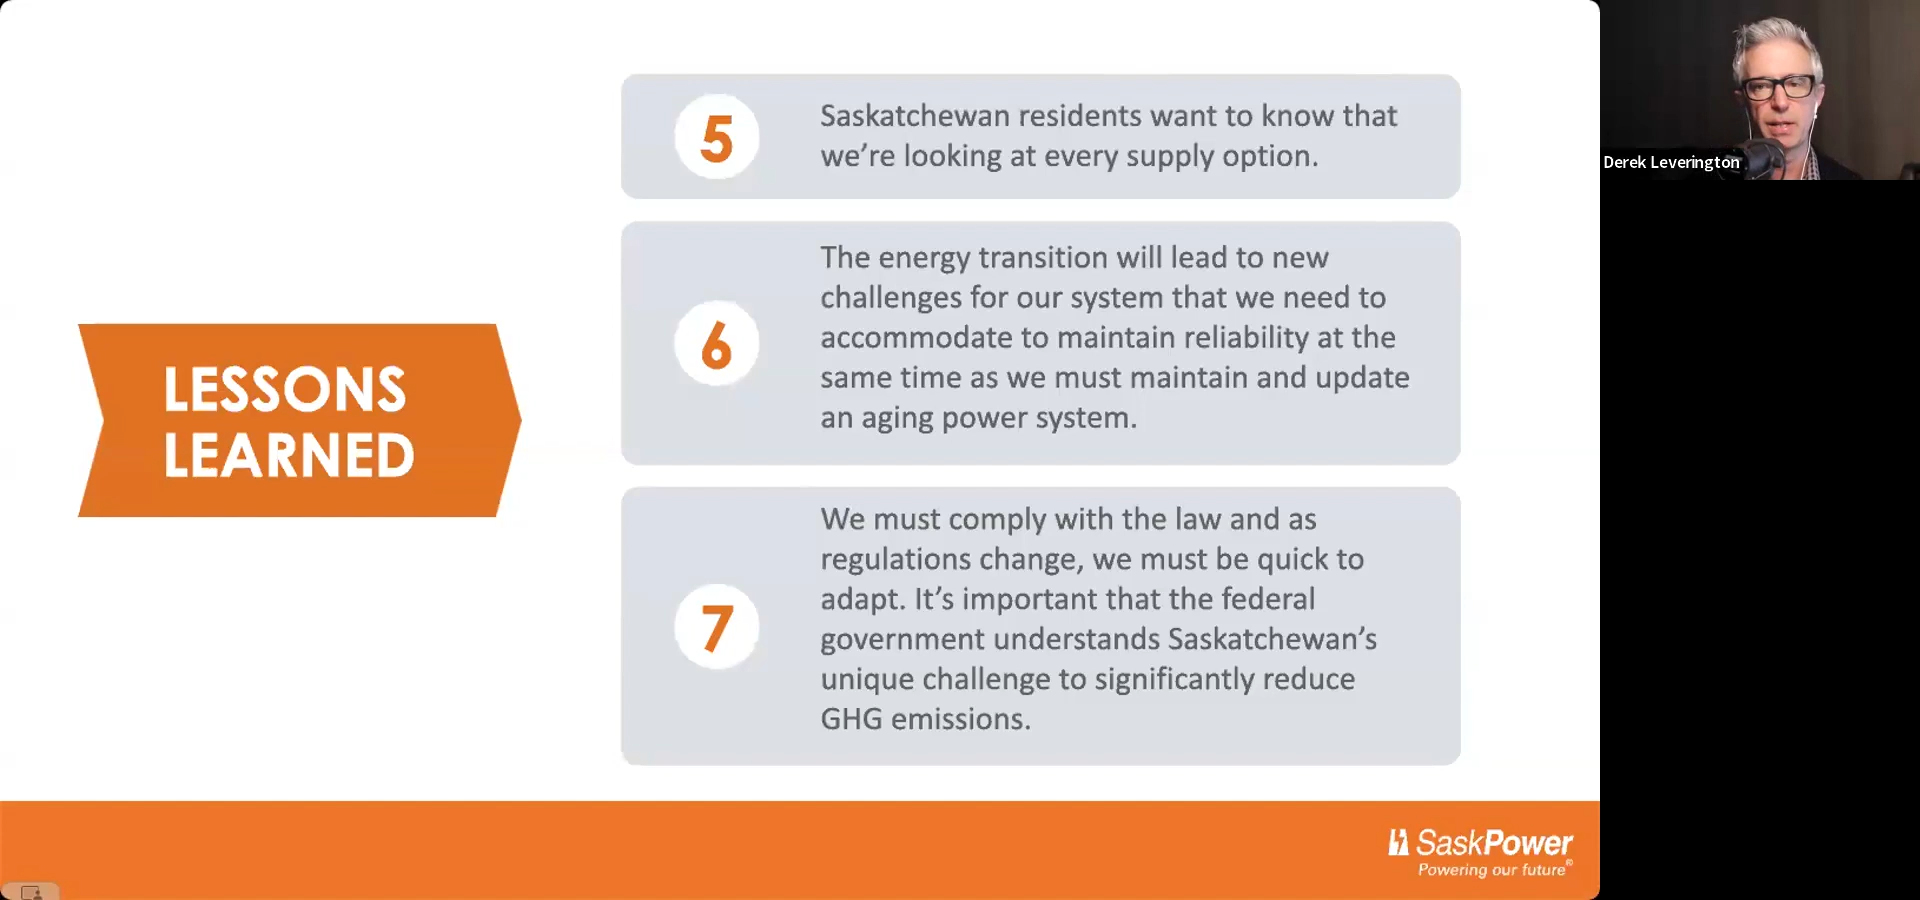 LESSONS
LEARNED
5
Saskatchewan residents want to know that
we’re looking at every supply option.
6
The energy transition will lead to new
challenges for our system that we need to
accommodate to maintain reliability at the
same time as we must maintain and update
an aging power system.
7
We must comply with the law and as
regulations change, we must be quick to
adapt. It’s important that the federal
government understands Saskatchewan’s
unique challenge to significantly reduce
GHG emissions.
SaskPower
Powering our future®
Derek Leverington